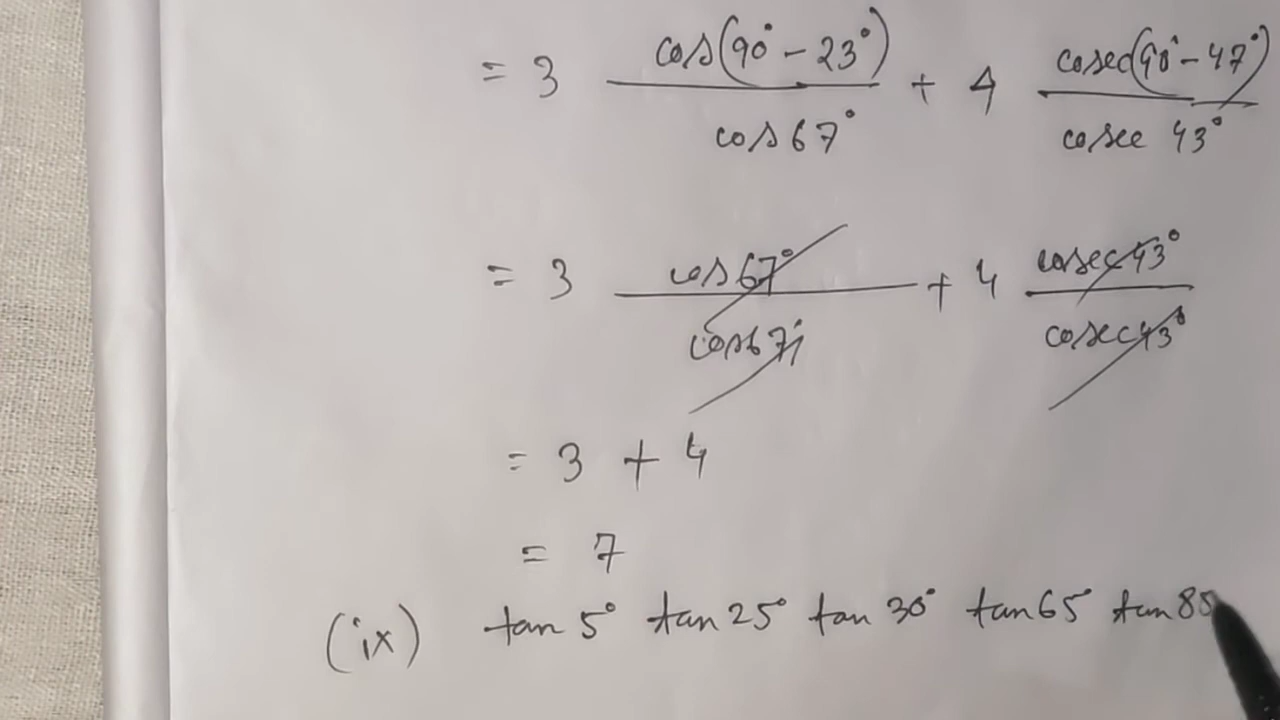 = 3 cos(90° - 23°) / cos 67° + 4 cosec(90° - 47°) / cosec 43°
= 3 cos 67° / cos 67° + 4 cosec 43° / cosec 43°
= 3 + 4
= 7
(ix) tan 5° tan 25° tan 30° tan 65° tan